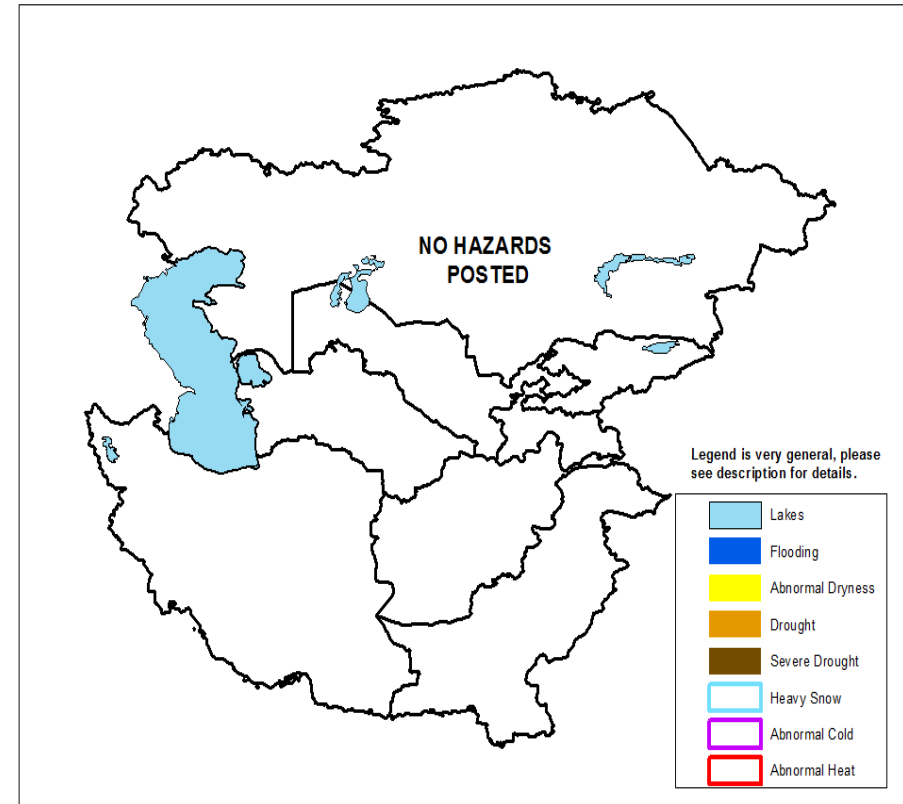 NO HAZARDS
POSTED
Legend is very general, please
see description for details.
Lakes
Flooding
Abnormal Dryness
Drought
Severe Drought
Heavy Snow
Abnormal Cold
Abnormal Heat